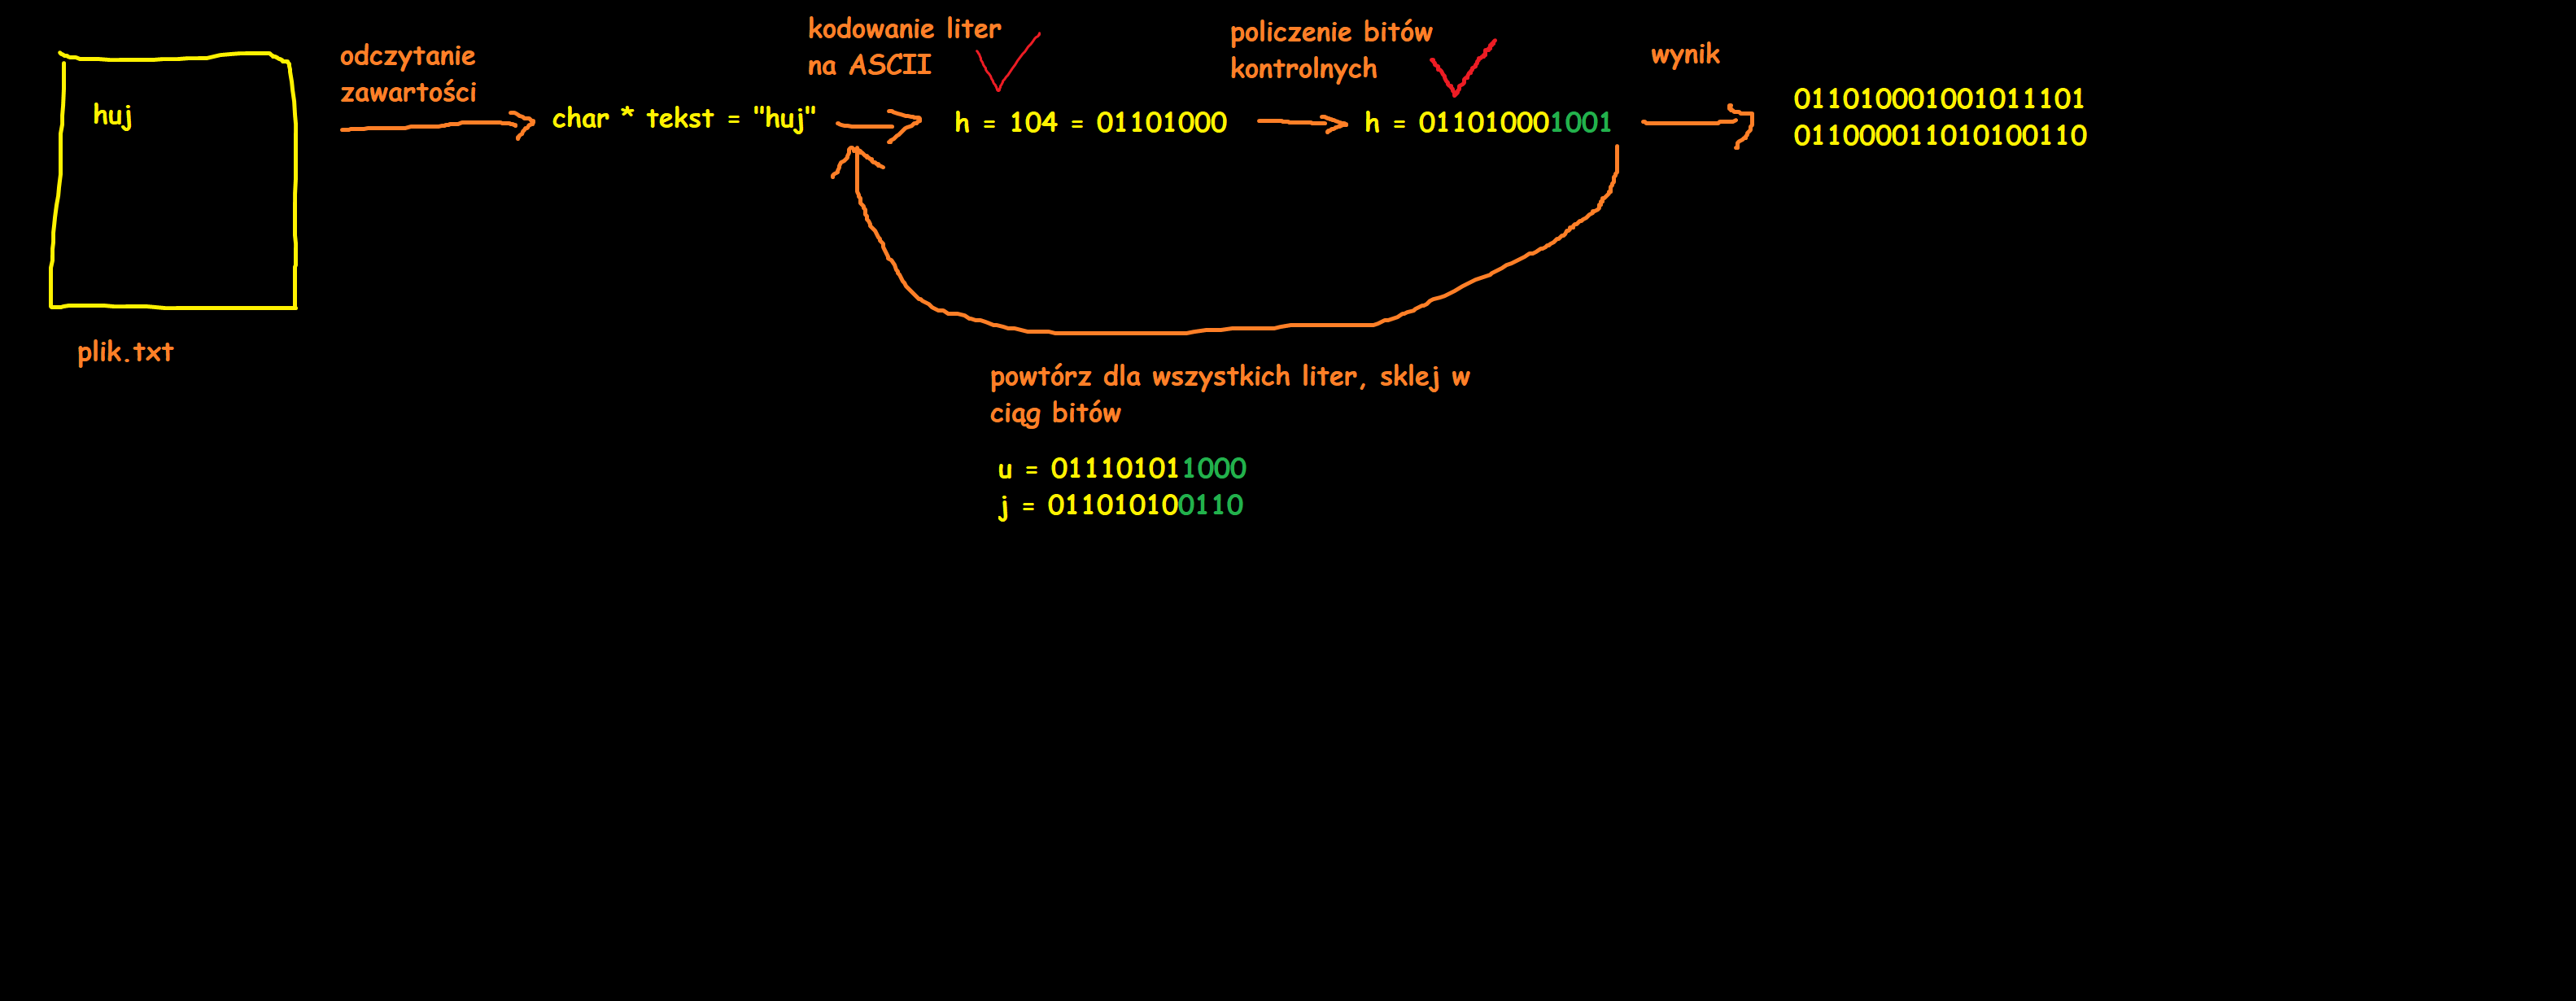 huj
plik.txt
odczytanie
zawartości
char * tekst = "huj"
kodowanie liter
na ASCII
h = 104 = 01101000
policzenie bitów
kontrolnych
h = 011010001001
wynik
011010001001011101
011000011010100110
powtórz dla wszystkich liter, sklej w
ciąg bitów
u = 011101011000
j = 011010100110